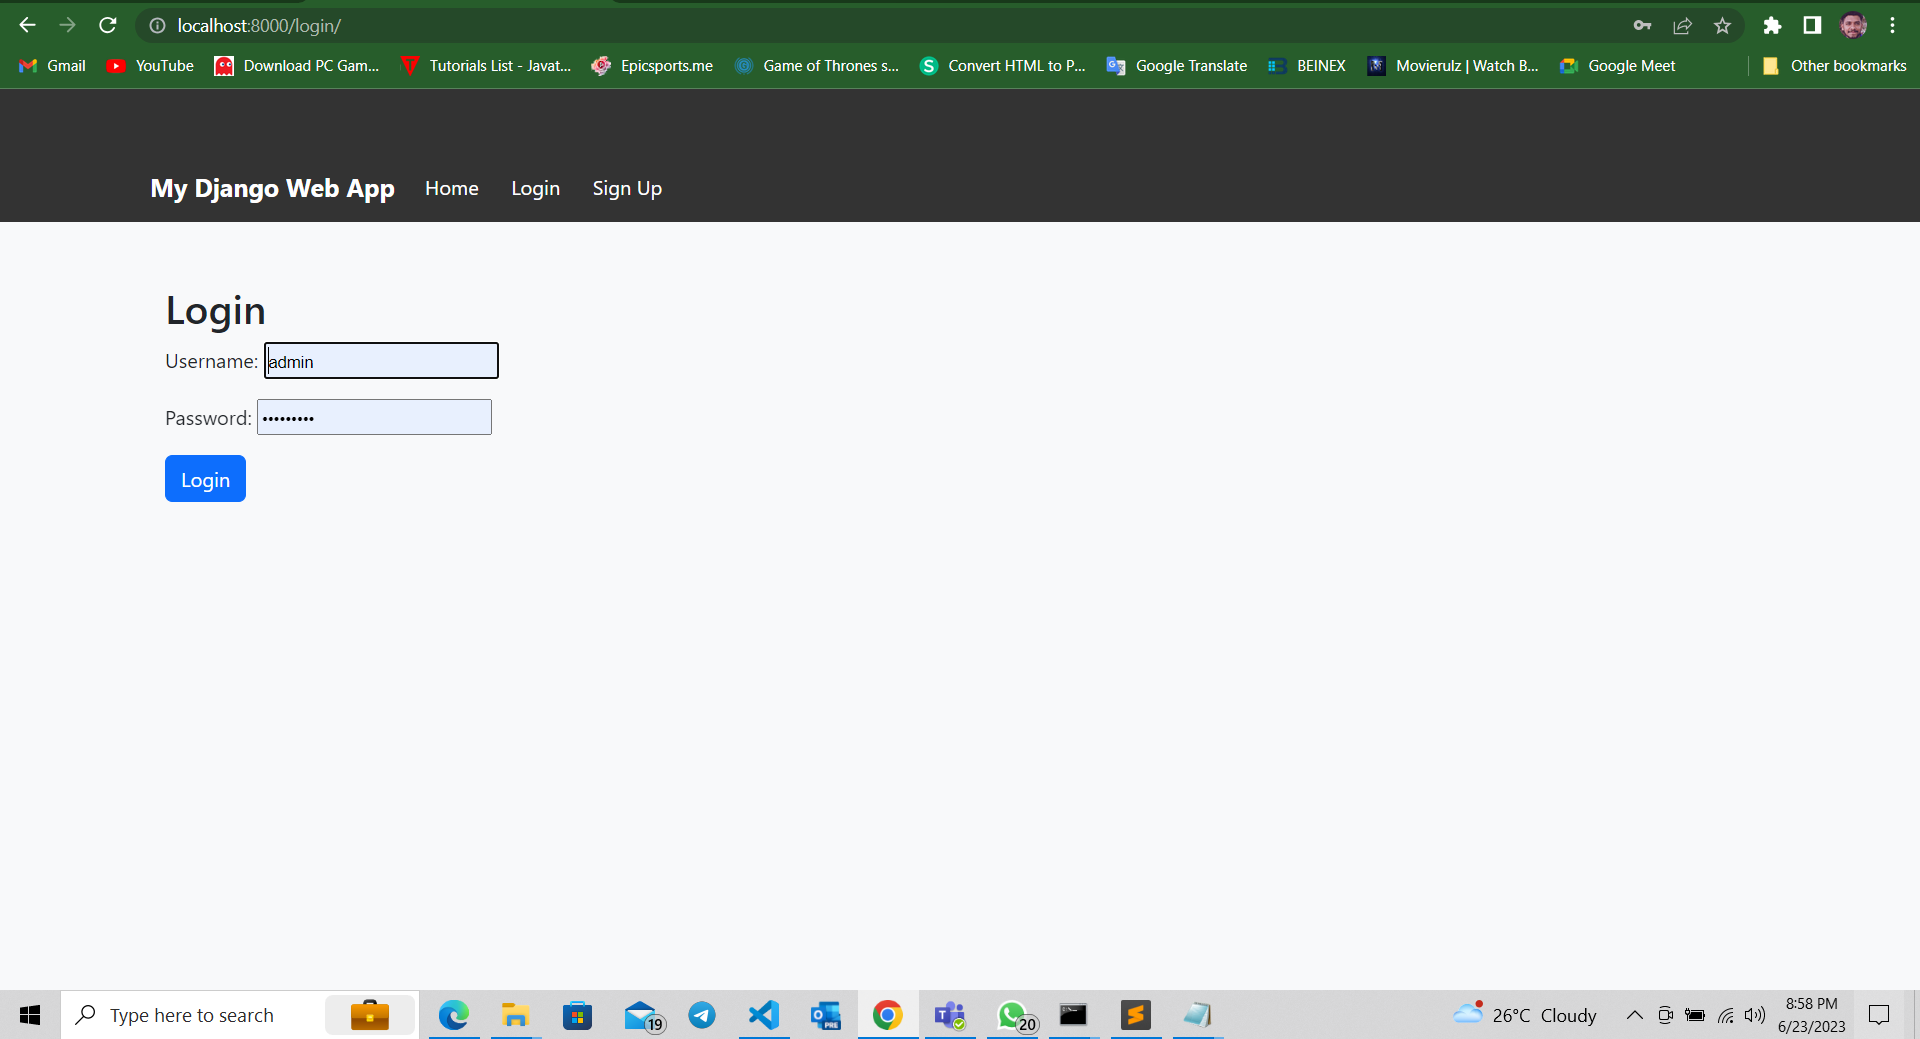 localhost:8000/login/
Gmail YouTube Download PC Gam... Tutorials List - Javat... Epicsports.me Game of Thrones s... Convert HTML to P... Google Translate BEINEX Movierulz | Watch B... Google Meet Other bookmarks
My Django Web App Home Login Sign Up
Login
Username: admin
Password: •••••••••
Login
Type here to search 19 20 26°C Cloudy 8:58 PM
6/23/2023